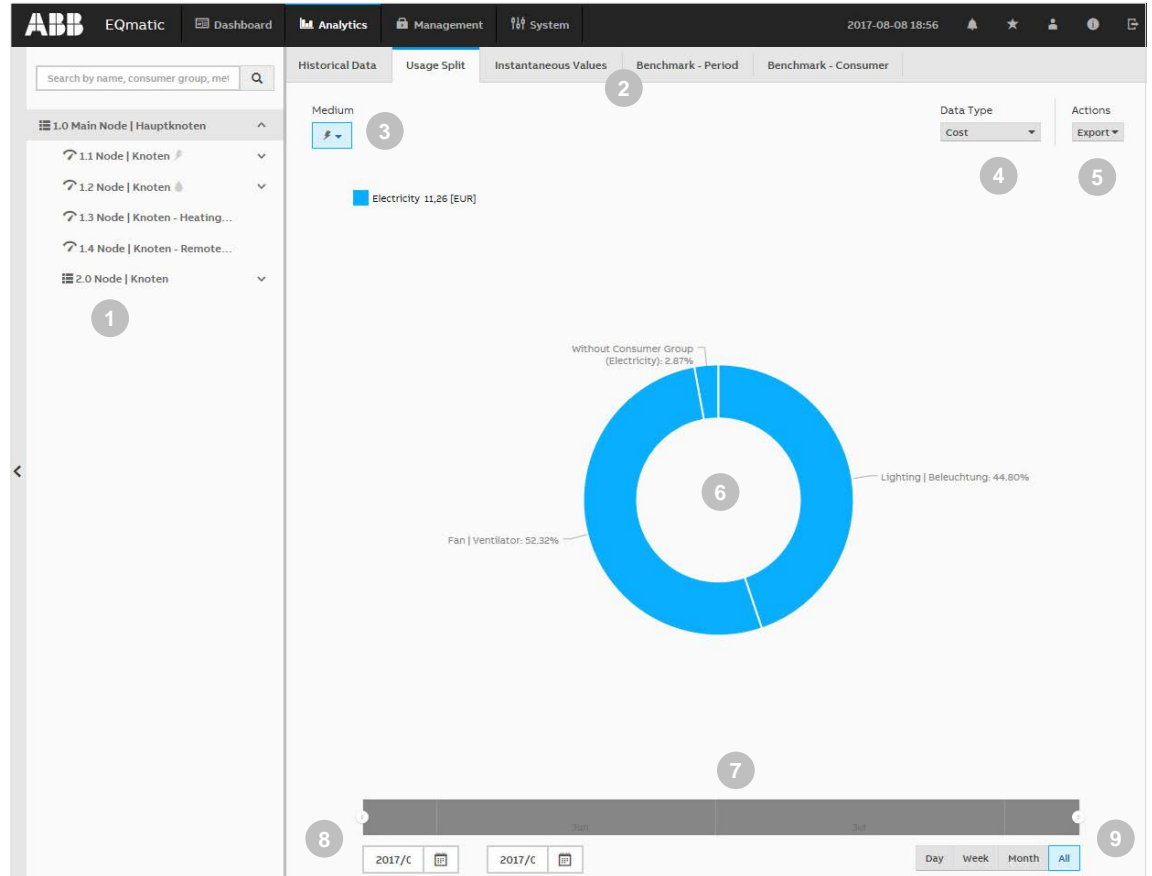 ABB EQmatic Dashboard Analytics Management System 2017-08-08 18:56
Search by name, consumer group, met
Historical Data Usage Split Instantaneous Values Benchmark - Period Benchmark - Consumer
2
1.0 Main Node | Hauptknoten
1.1 Node | Knoten
1.2 Node | Knoten
1.3 Node | Knoten - Heating...
1.4 Node | Knoten - Remote...
2.0 Node | Knoten
1
Medium
3
Data Type
Cost
4
Actions
Export
5
Electricity 11,26 [EUR]
Without Consumer Group
(Electricity): 2.87%
Lighting | Beleuchtung: 44.80%
6
Fan | Ventilator: 52.32%
7
Jun Jul
8
2017/0 2017/0
9
Day Week Month All